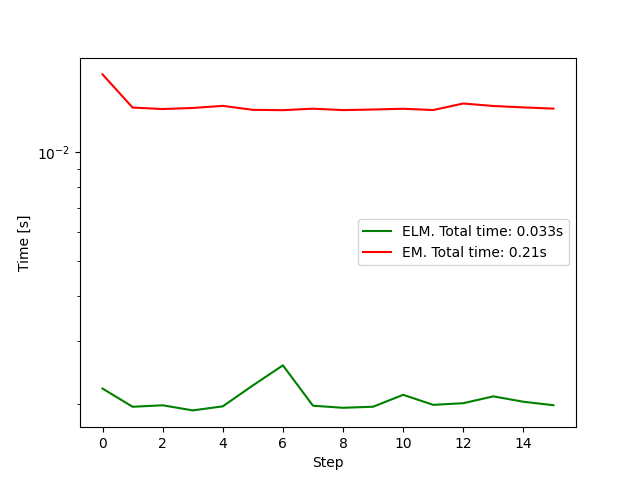 10⁻²
Time [s]
ELM. Total time: 0.033s
EM. Total time: 0.21s
0 2 4 6 8 10 12 14
Step